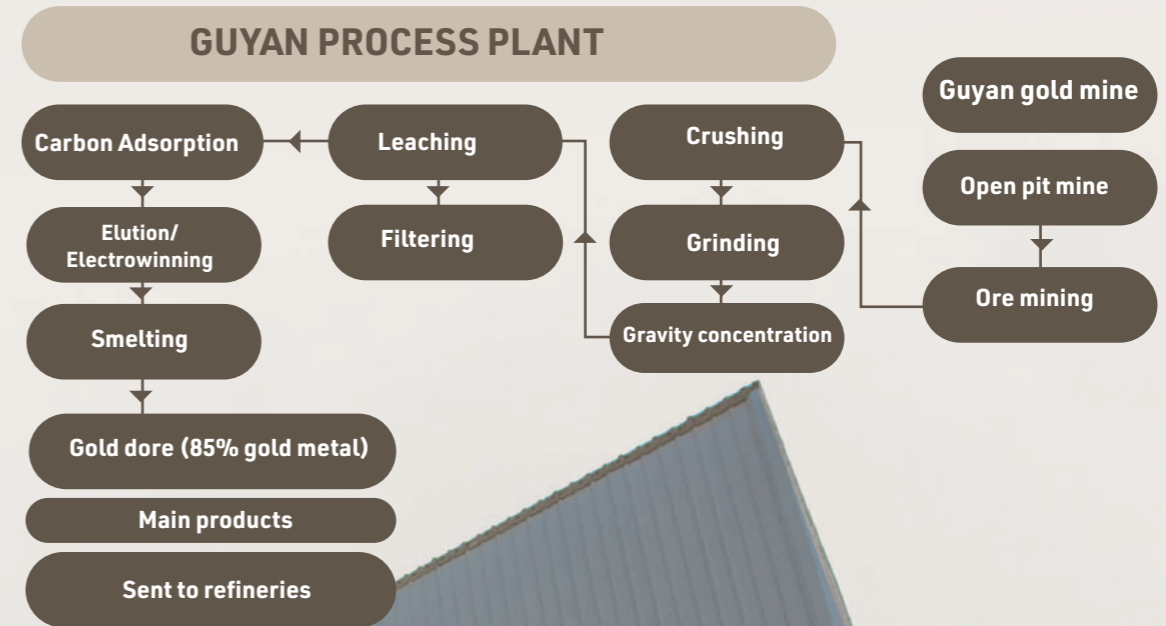 GUYAN PROCESS PLANT
Guyan gold mine
Open pit mine
Ore mining
Crushing
Grinding
Gravity concentration
Leaching
Filtering
Carbon Adsorption
Elution/
Electrowinning
Smelting
Gold dore (85% gold metal)
Main products
Sent to refineries